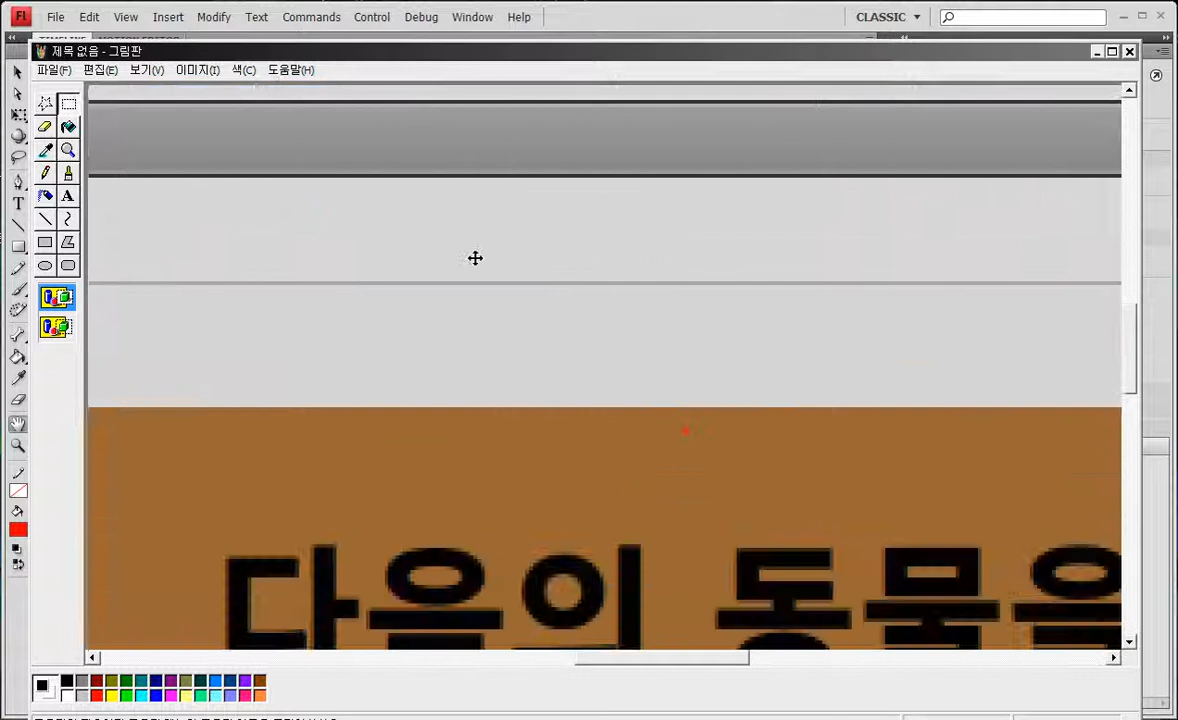 Fl File Edit View Insert Modify Text Commands Control Debug Window Help CLASSIC
제목 없음 - 그림판
파일(F) 편집(E) 보기(V) 이미지(I) 색(C) 도움말(H)
A
T
다음의 동물을